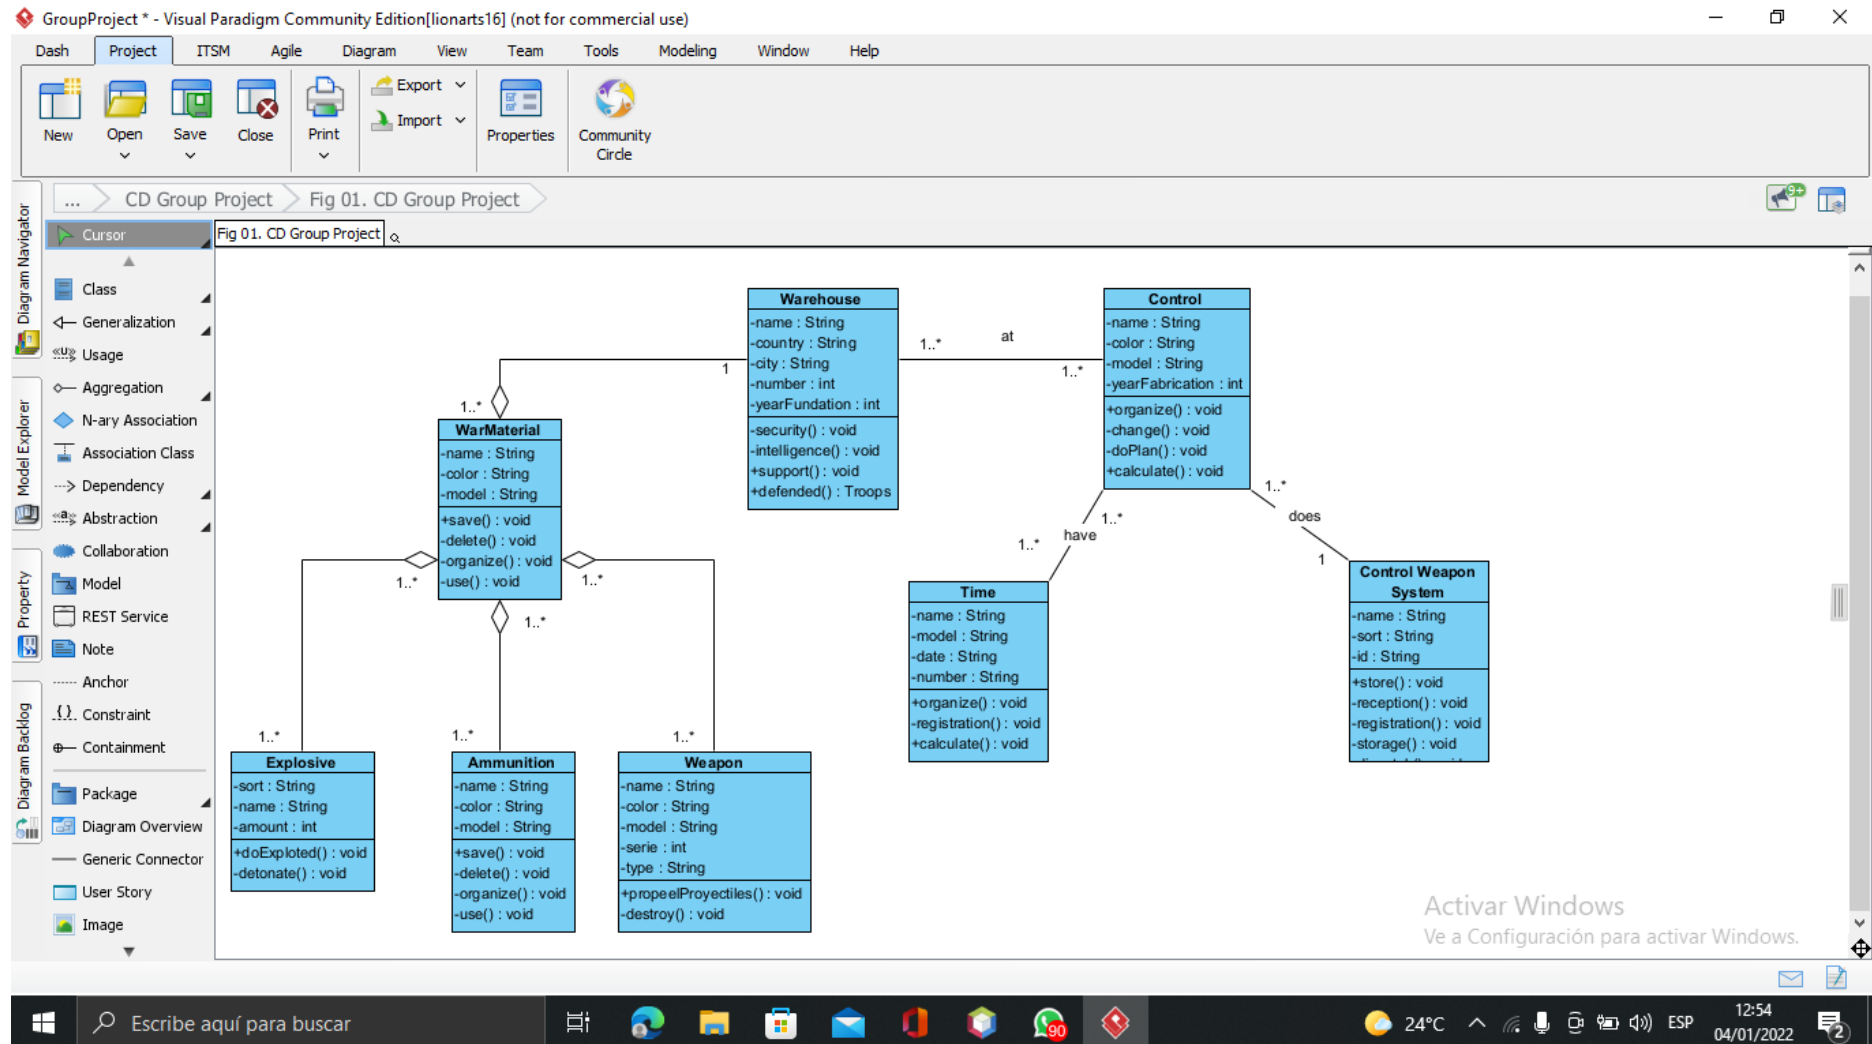 GroupProject * - Visual Paradigm Community Edition[lionarts16] (not for commercial use)
Dash Project ITSM Agile Diagram View Team Tools Modeling Window Help
New Open Save Close Print Export Import Properties Community Circle
... CD Group Project Fig 01. CD Group Project
9+
Diagram Navigator
Model Explorer
Property
Diagram Backlog
Cursor
Class
Generalization
«U» Usage
Aggregation
N-ary Association
Association Class
Dependency
«a» Abstraction
Collaboration
Model
REST Service
Note
Anchor
Constraint
Containment
Package
Diagram Overview
Generic Connector
User Story
Image
Fig 01. CD Group Project
Warehouse
-name : String
-country : String
-city : String
-number : int
-yearFundation : int
-security() : void
-intelligence() : void
+support() : void
+defended() : Troops
1..* at 1..*
Control
-name : String
-color : String
-model : String
-yearFabrication : int
+organize() : void
-change() : void
-doPlan() : void
+calculate() : void
1
1..*
WarMaterial
-name : String
-color : String
-model : String
+save() : void
-delete() : void
-organize() : void
-use() : void
1..*
1..*
1..*
1..*
have
1..*
1..*
does
1
Time
-name : String
-model : String
-date : String
-number : String
+organize() : void
-registration() : void
+calculate() : void
Control Weapon
System
-name : String
-sort : String
-id : String
+store() : void
-reception() : void
-registration() : void
-storage() : void
1..*
Explosive
-sort : String
-name : String
-amount : int
+doExploted() : void
-detonate() : void
1..*
Ammunition
-name : String
-color : String
-model : String
+save() : void
-delete() : void
-organize() : void
-use() : void
1..*
Weapon
-name : String
-color : String
-model : String
-serie : int
-type : String
+propeelProyectiles() : void
-destroy() : void
Activar Windows
Ve a Configuración para activar Windows.
Escribe aquí para buscar
90
24°C
ESP
12:54
04/01/2022
2